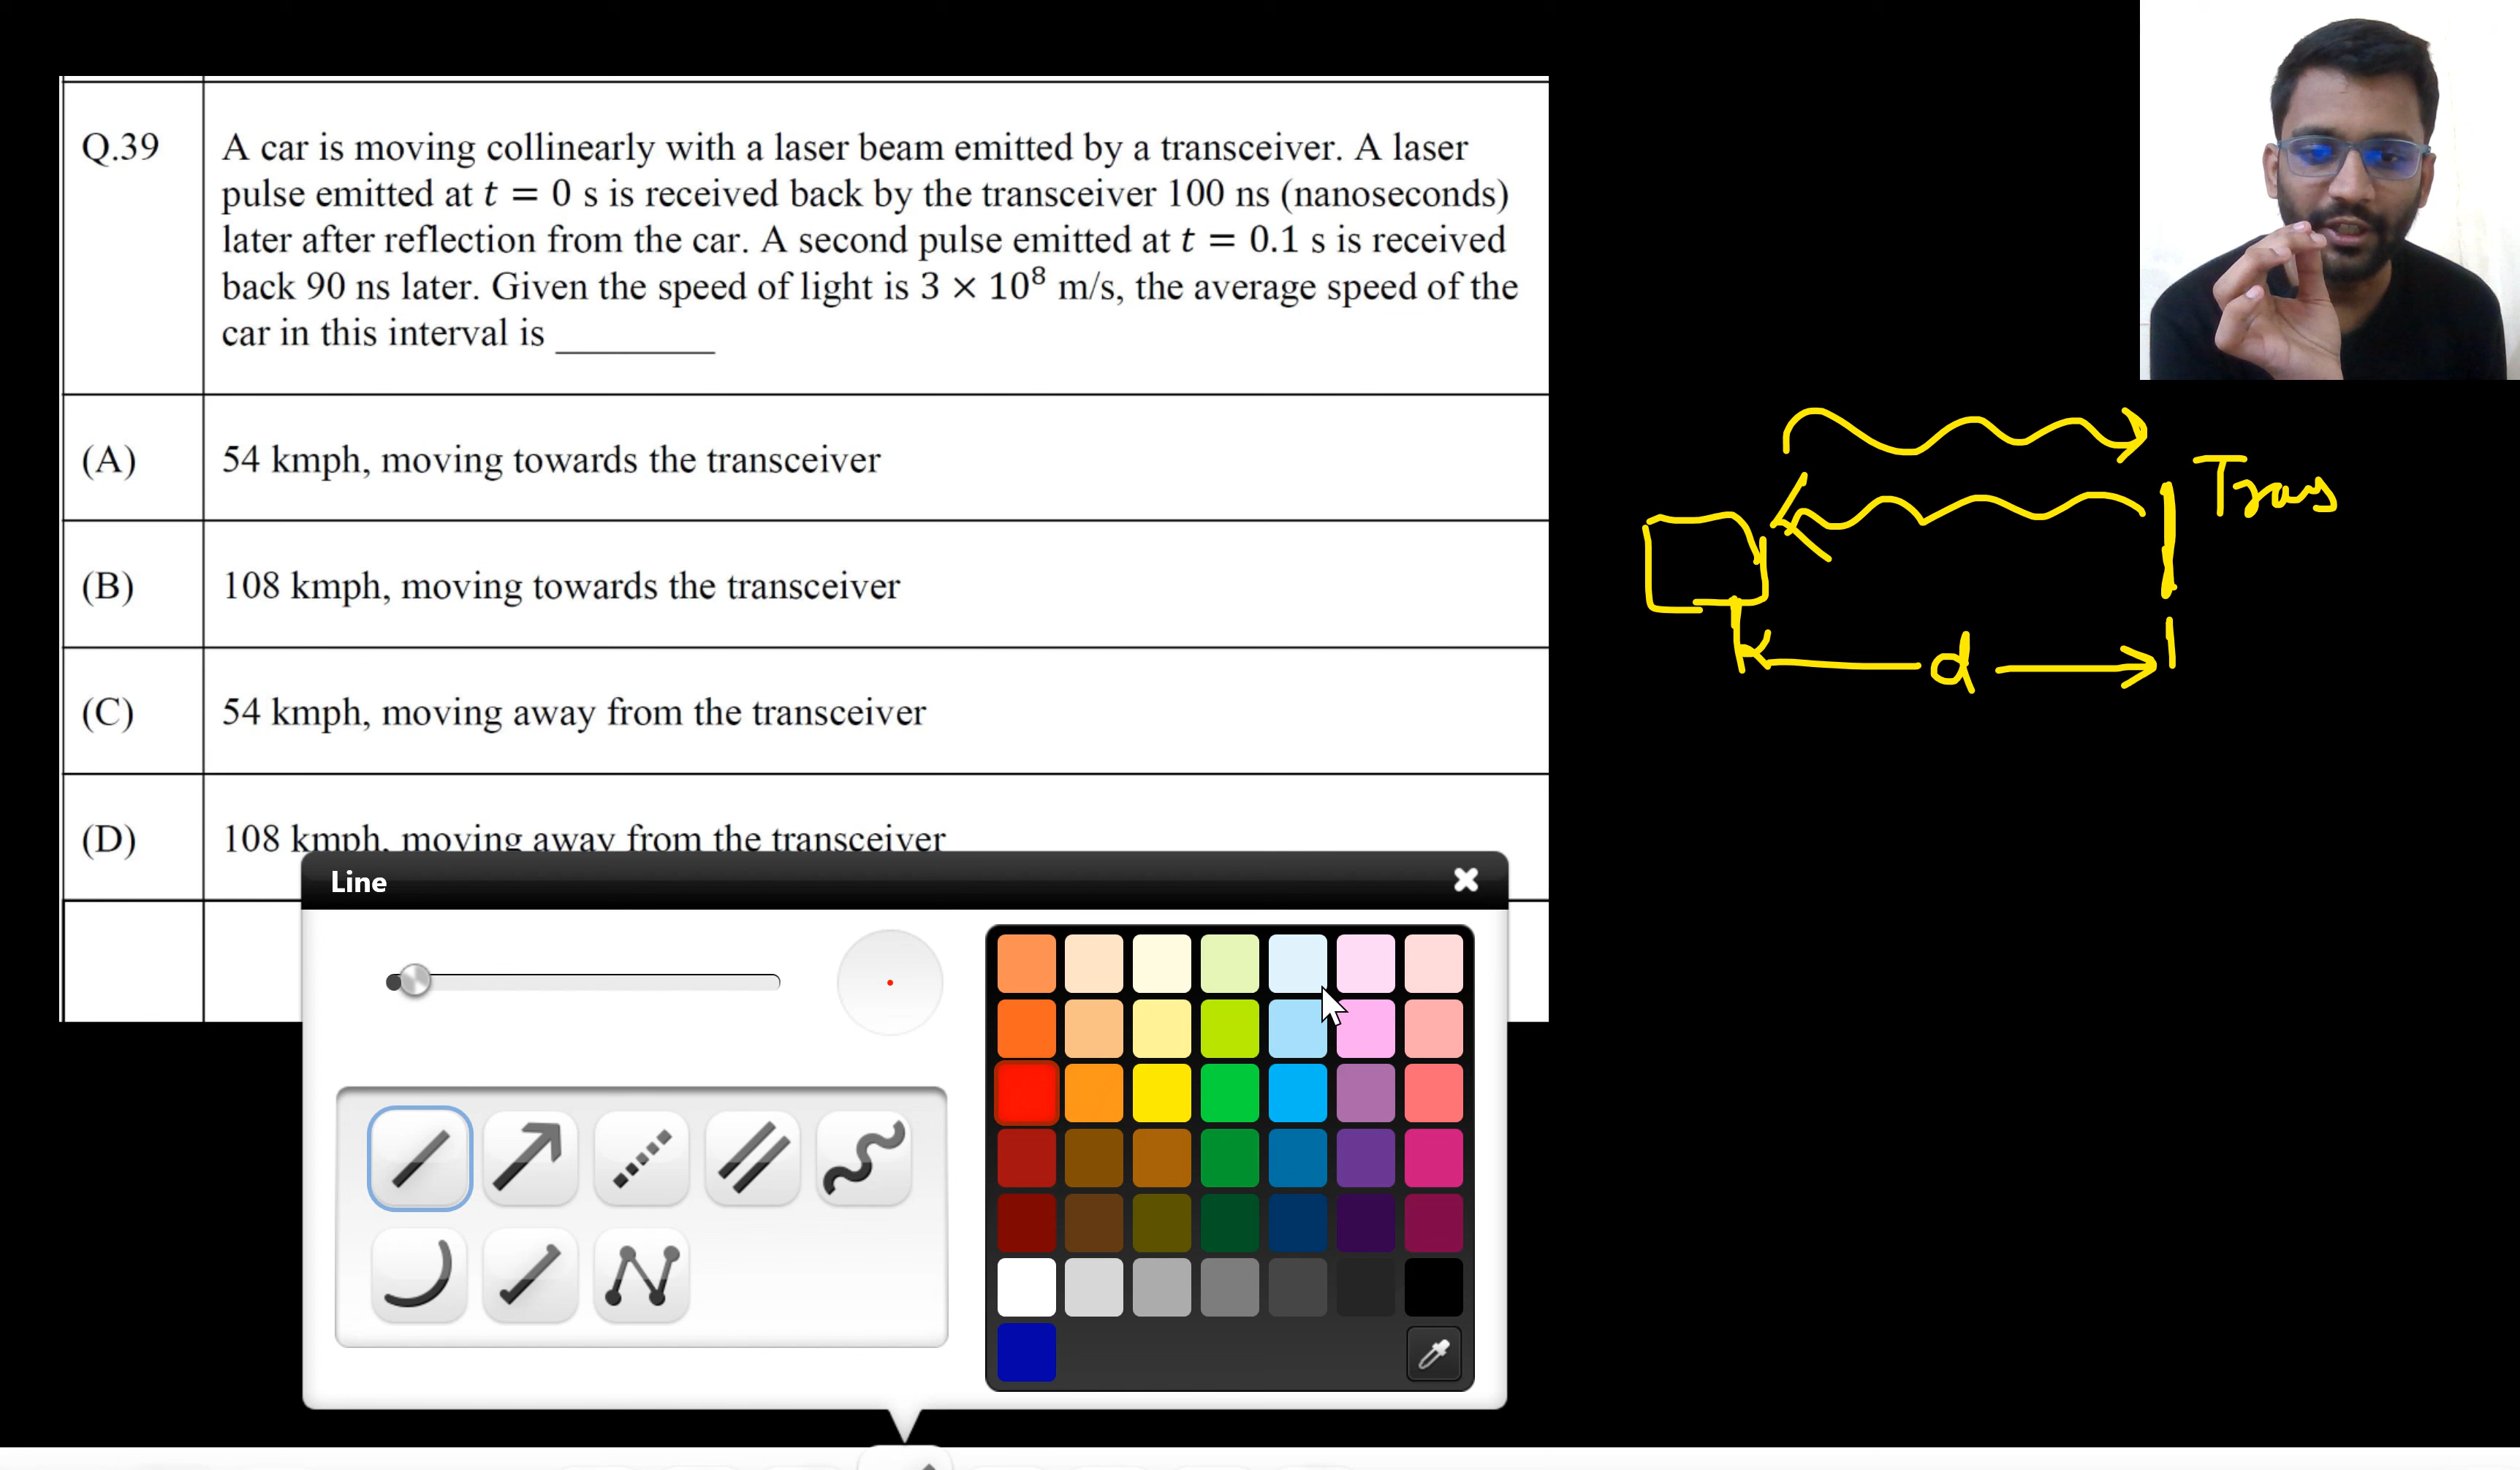 Q.39
A car is moving collinearly with a laser beam emitted by a transceiver. A laser
pulse emitted at t = 0 s is received back by the transceiver 100 ns (nanoseconds)
later after reflection from the car. A second pulse emitted at t = 0.1 s is received
back 90 ns later. Given the speed of light is 3 × 10⁸ m/s, the average speed of the
car in this interval is ________
(A) 54 kmph, moving towards the transceiver
(B) 108 kmph, moving towards the transceiver
(C) 54 kmph, moving away from the transceiver
(D) 108 kmph, moving away from the transceiver
Line
Trans
d